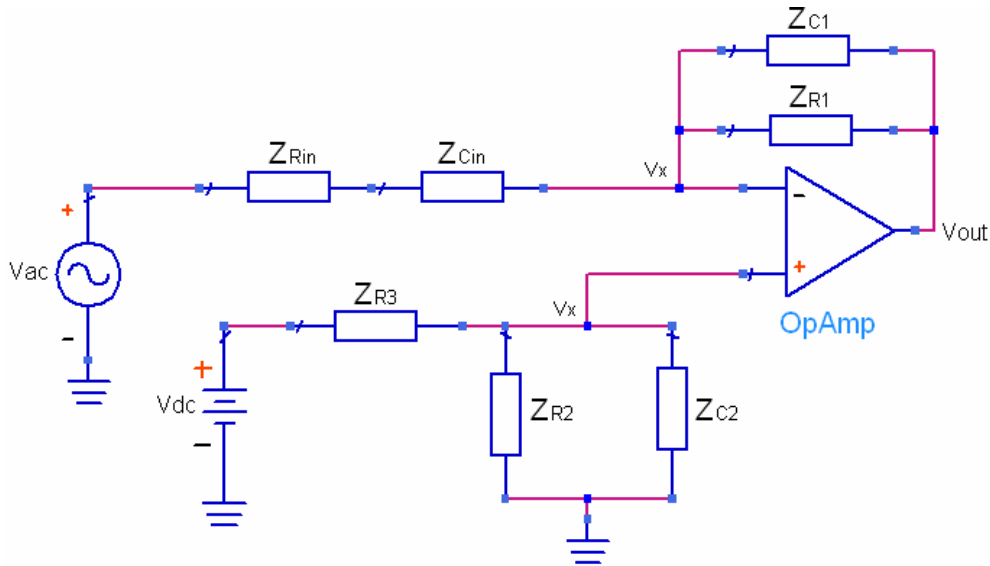 ZC1
ZR1
ZRin
ZCin
Vx
-
+
Vout
OpAmp
+
Vac
-
ZR3
Vx
+
Vdc
-
ZR2
ZC2